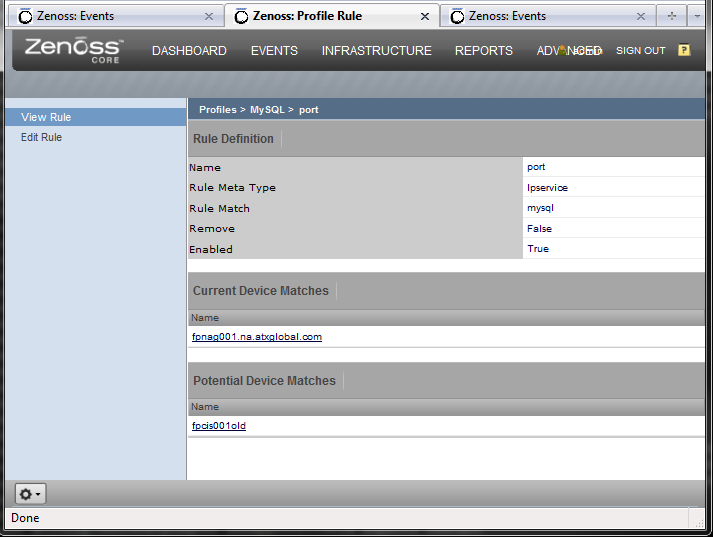 Zenoss: Events
Zenoss: Profile Rule
Zenoss: Events
Zenoss™
CORE
DASHBOARD EVENTS INFRASTRUCTURE REPORTS ADVANCED admin SIGN OUT ?
View Rule
Edit Rule
Profiles > MySQL > port
Rule Definition
Name port
Rule Meta Type Ipservice
Rule Match mysql
Remove False
Enabled True
Current Device Matches
Name
fpnag001.na.atxglobal.com
Potential Device Matches
Name
fpcis001old
Done